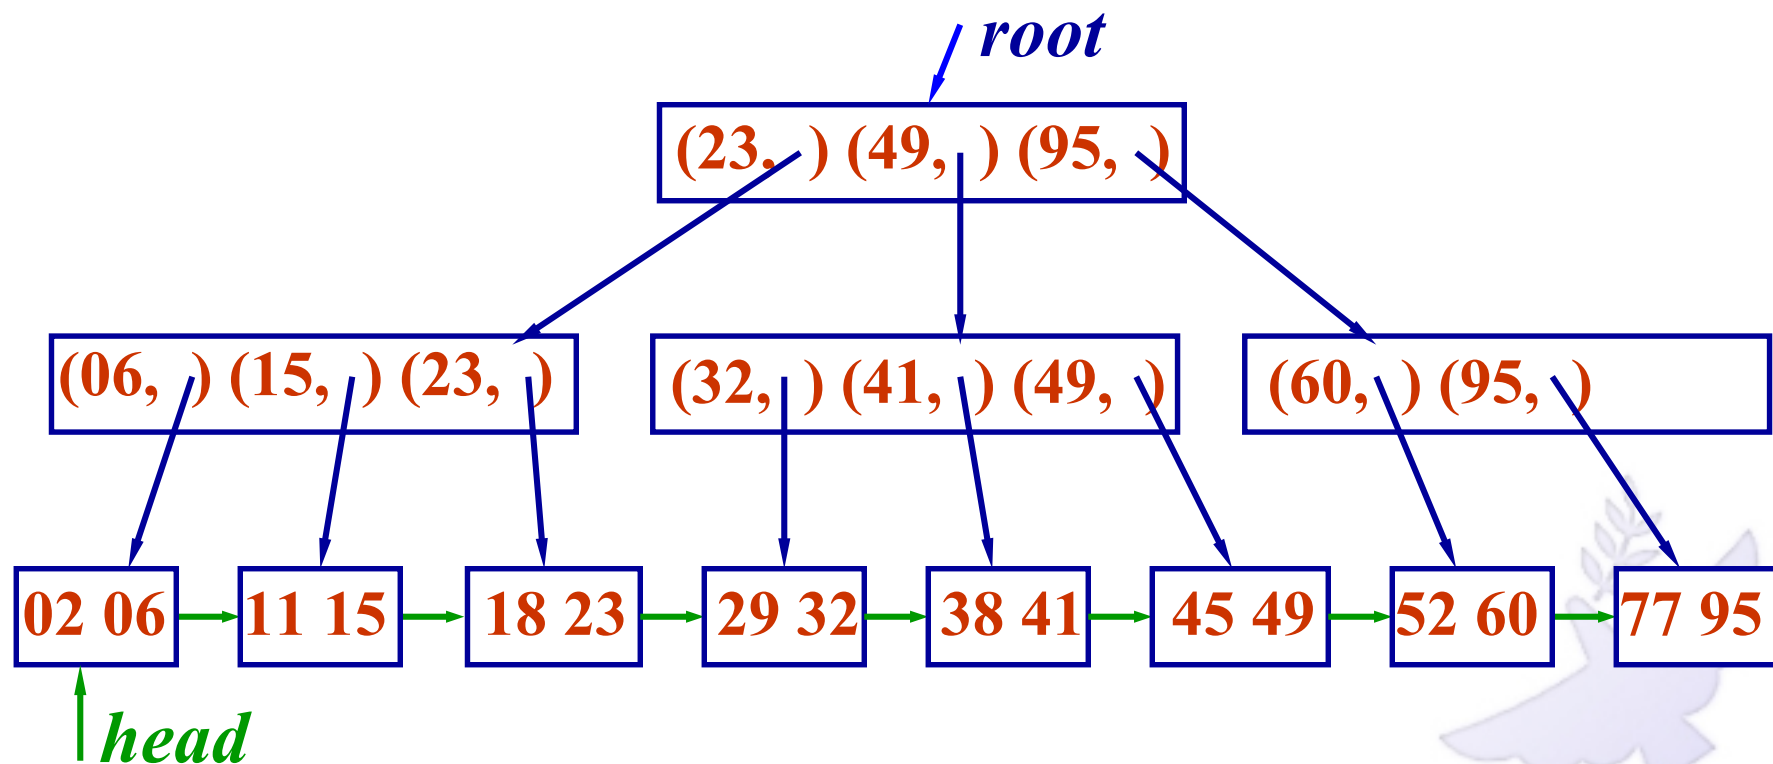 root
(23, ) (49, ) (95, )
(06, ) (15, ) (23, ) (32, ) (41, ) (49, ) (60, ) (95, )
02 06 11 15 18 23 29 32 38 41 45 49 52 60 77 95
head